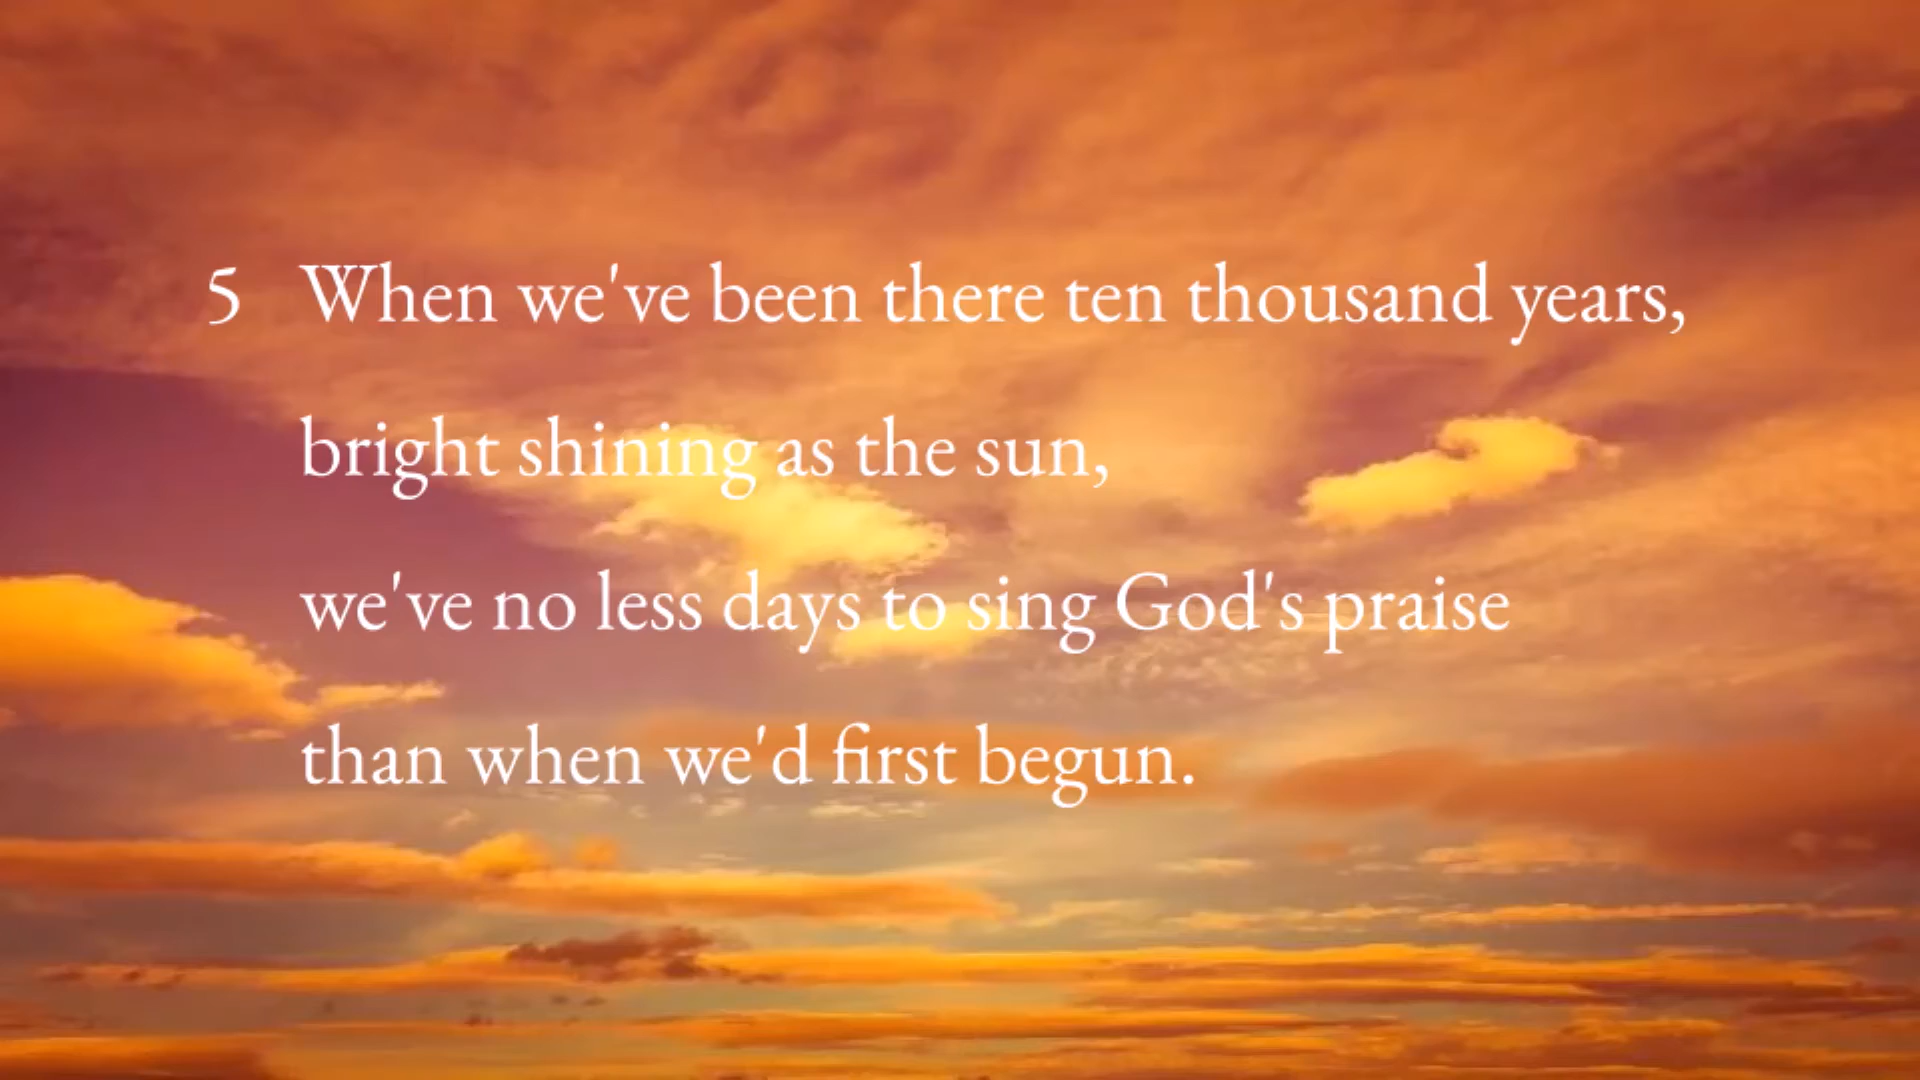 5 When we've been there ten thousand years,
bright shining as the sun,
we've no less days to sing God's praise
than when we'd first begun.